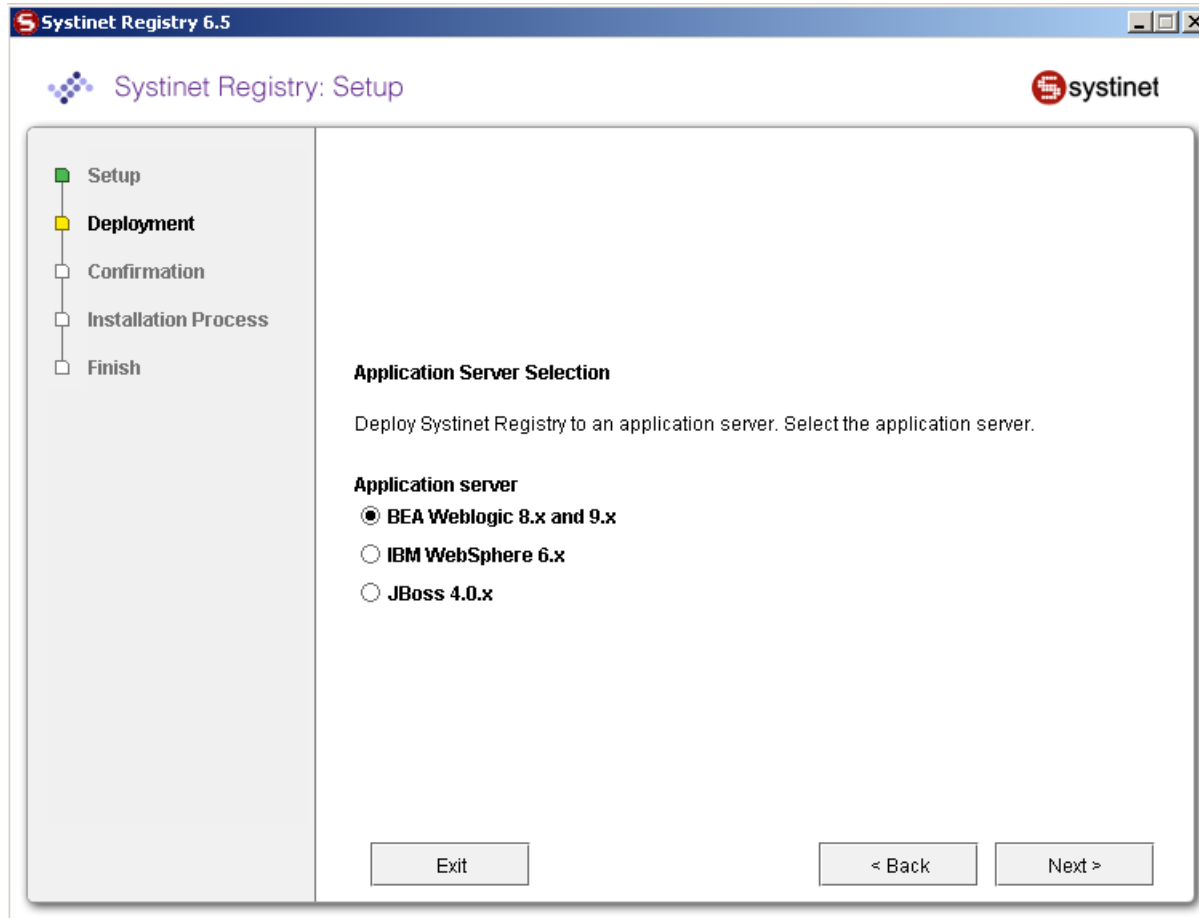 Systinet Registry 6.5
Systinet Registry: Setup
systinet
Setup
Deployment
Confirmation
Installation Process
Finish
Application Server Selection
Deploy Systinet Registry to an application server. Select the application server.
Application server
BEA Weblogic 8.x and 9.x
IBM WebSphere 6.x
JBoss 4.0.x
Exit
< Back
Next >